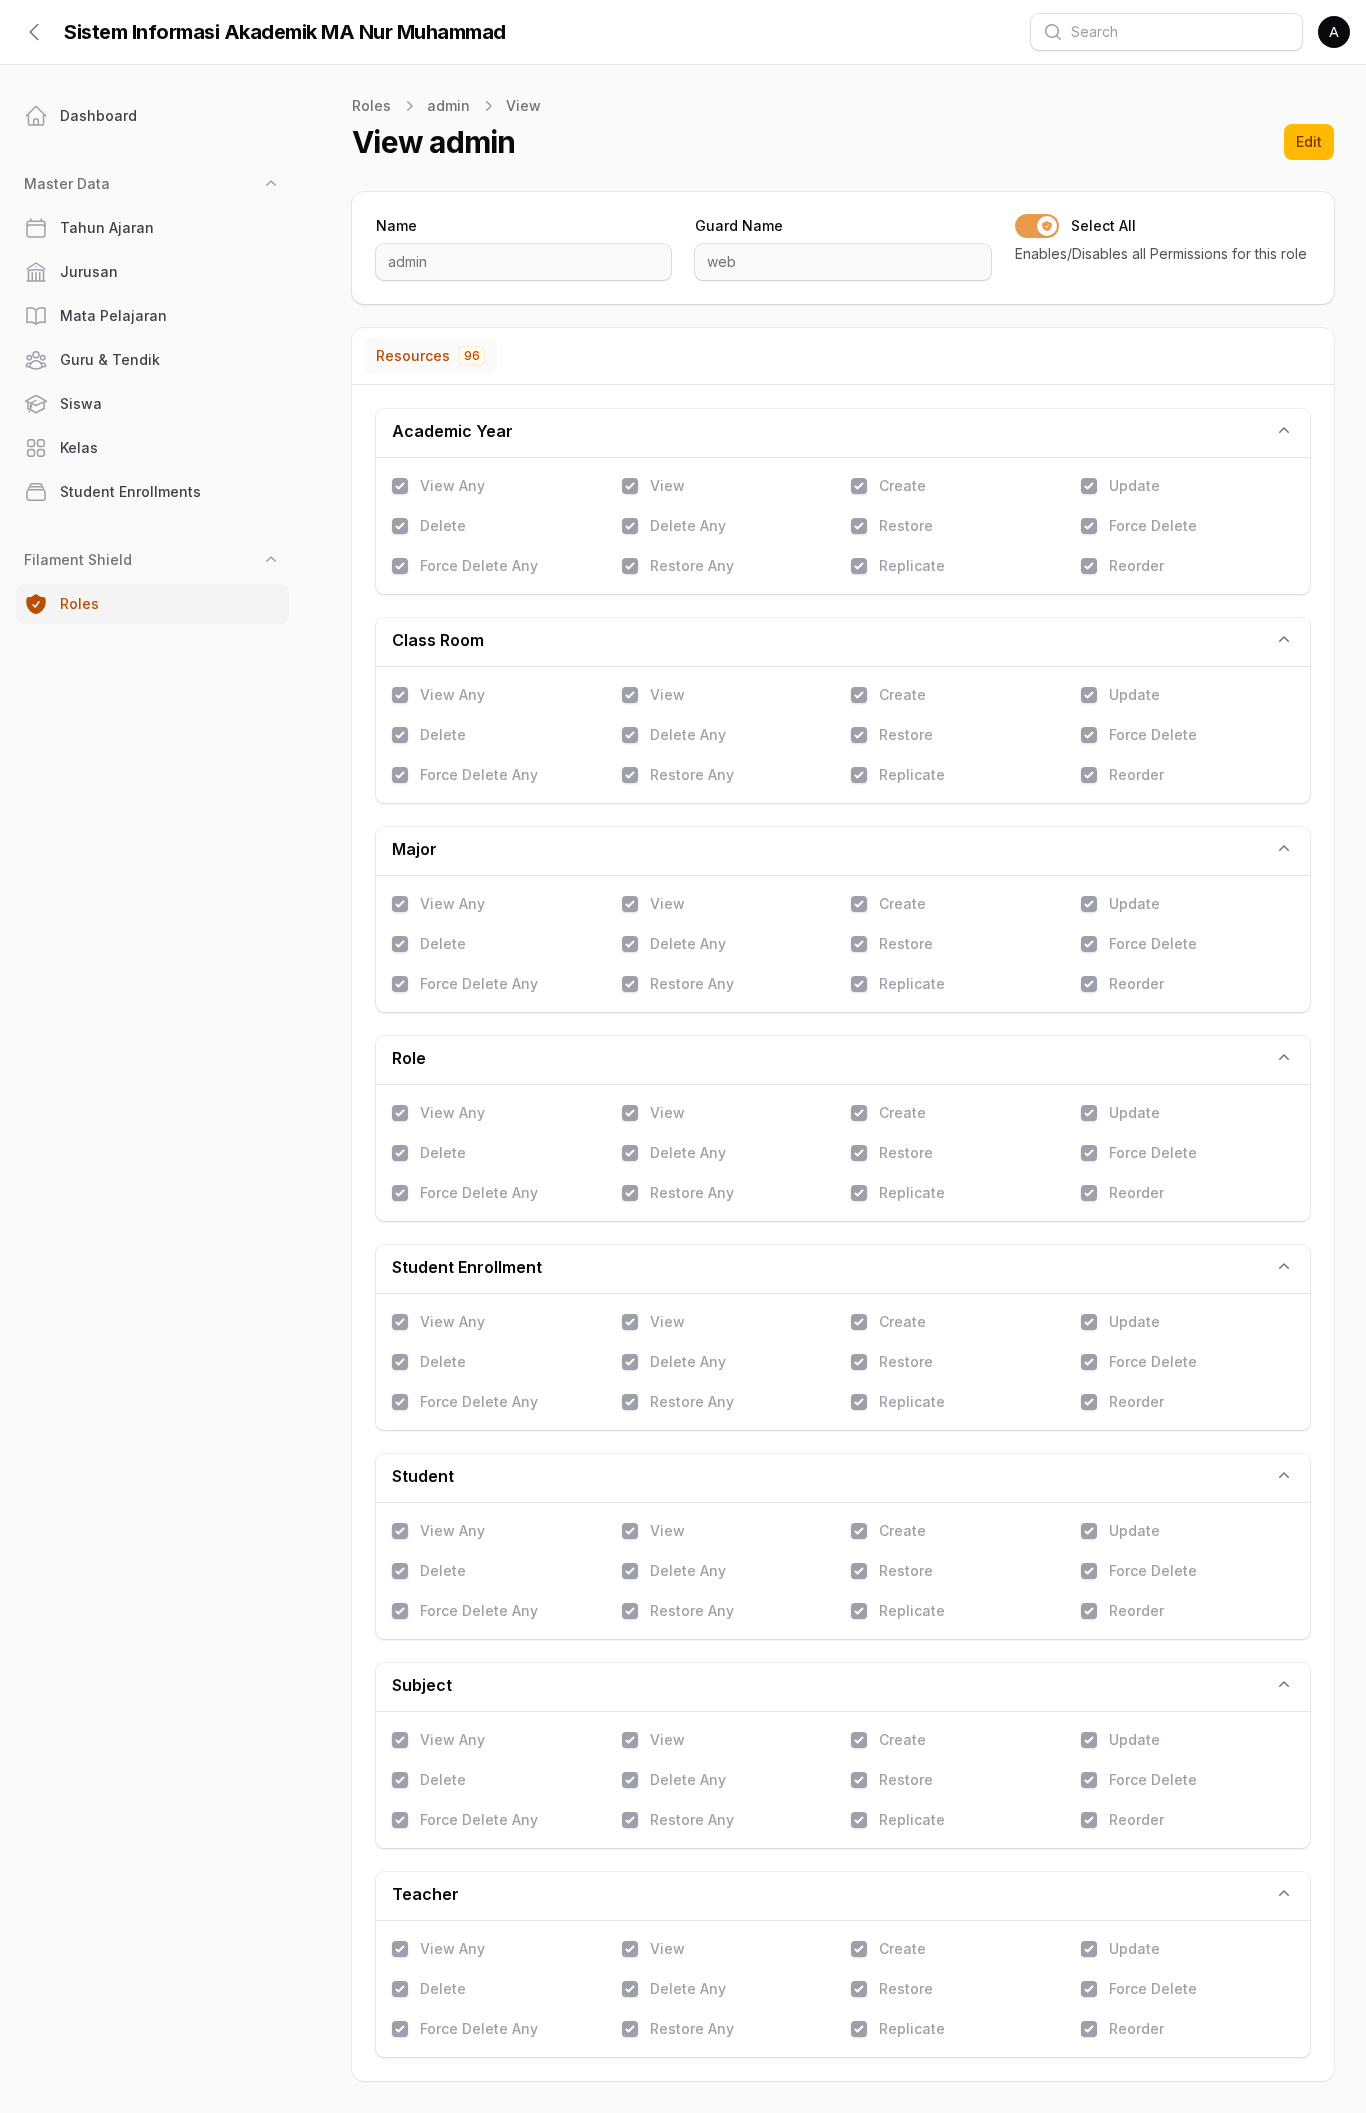 Sistem Informasi Akademik MA Nur Muhammad
Search
A
Dashboard
Master Data
Tahun Ajaran
Jurusan
Mata Pelajaran
Guru & Tendik
Siswa
Kelas
Student Enrollments
Filament Shield
Roles
Roles admin View
View admin
Edit
Name
admin
Guard Name
web
Select All
Enables/Disables all Permissions for this role
Resources 96
Academic Year
View Any View Create Update
Delete Delete Any Restore Force Delete
Force Delete Any Restore Any Replicate Reorder
Class Room
View Any View Create Update
Delete Delete Any Restore Force Delete
Force Delete Any Restore Any Replicate Reorder
Major
View Any View Create Update
Delete Delete Any Restore Force Delete
Force Delete Any Restore Any Replicate Reorder
Role
View Any View Create Update
Delete Delete Any Restore Force Delete
Force Delete Any Restore Any Replicate Reorder
Student Enrollment
View Any View Create Update
Delete Delete Any Restore Force Delete
Force Delete Any Restore Any Replicate Reorder
Student
View Any View Create Update
Delete Delete Any Restore Force Delete
Force Delete Any Restore Any Replicate Reorder
Subject
View Any View Create Update
Delete Delete Any Restore Force Delete
Force Delete Any Restore Any Replicate Reorder
Teacher
View Any View Create Update
Delete Delete Any Restore Force Delete
Force Delete Any Restore Any Replicate Reorder